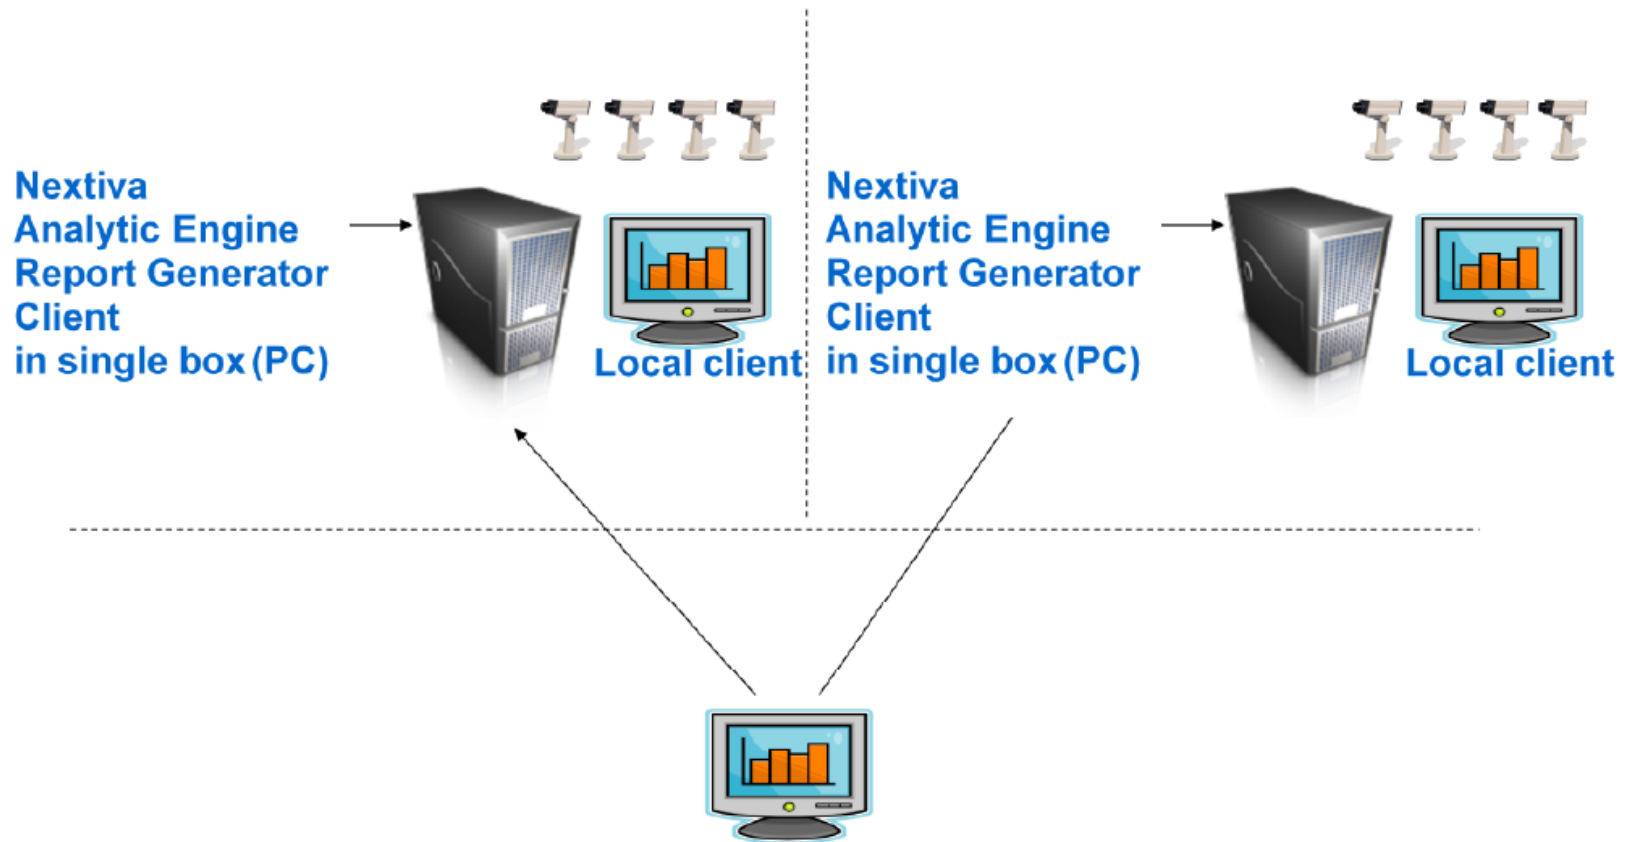 Nextiva
Analytic Engine
Report Generator
Client
in single box (PC)
Local client
Nextiva
Analytic Engine
Report Generator
Client
in single box (PC)
Local client